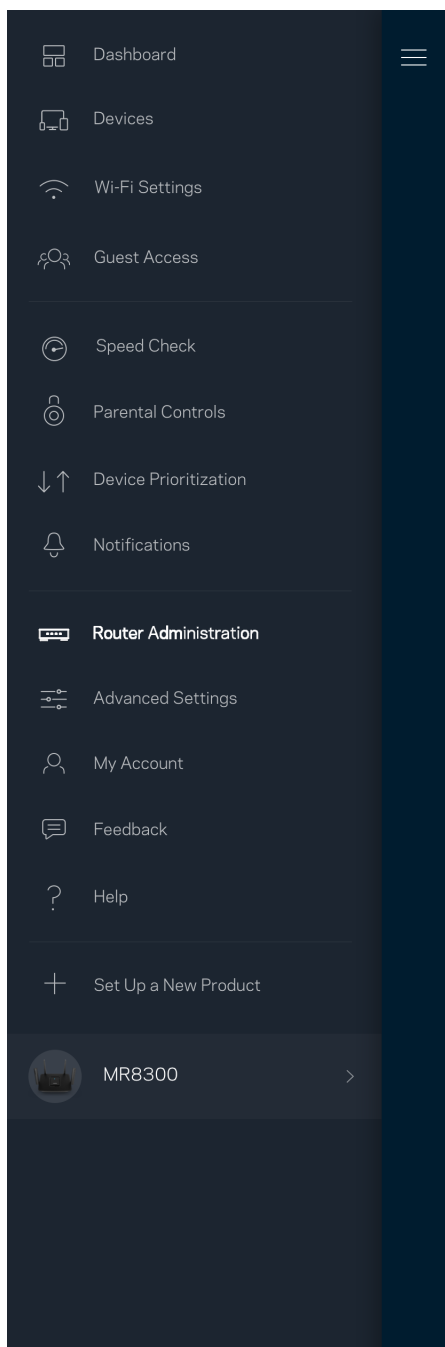 Dashboard
Devices
Wi-Fi Settings
Guest Access
Speed Check
Parental Controls
Device Prioritization
Notifications
Router Administration
Advanced Settings
My Account
Feedback
Help
Set Up a New Product
MR8300